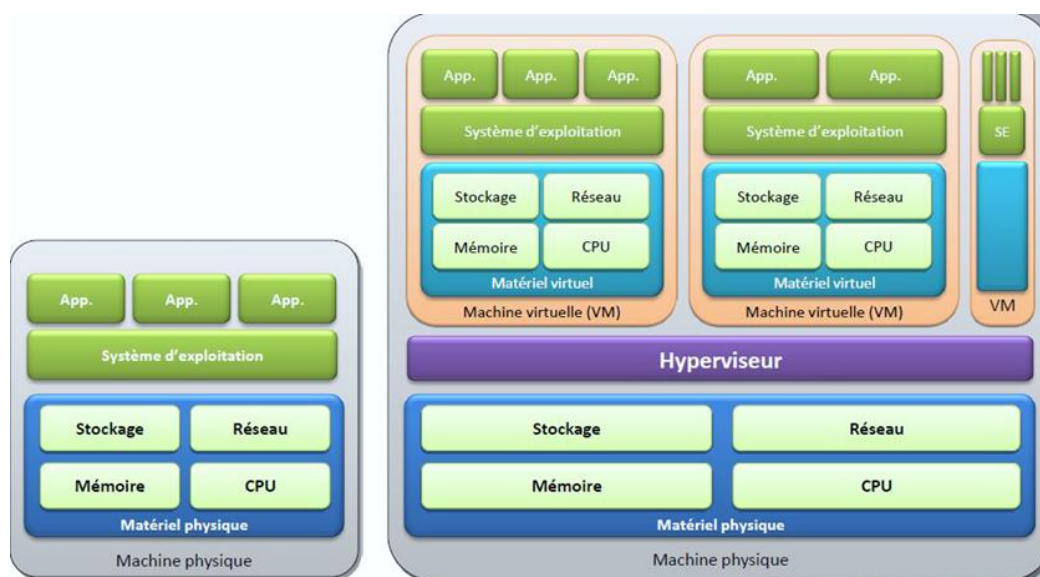 App.
App.
App.
Système d'exploitation
Stockage
Réseau
Mémoire
CPU
Matériel physique
Machine physique
App.
App.
App.
Système d'exploitation
Stockage
Réseau
Mémoire
CPU
Matériel virtuel
Machine virtuelle (VM)
App.
App.
Système d'exploitation
Stockage
Réseau
Mémoire
CPU
Matériel virtuel
Machine virtuelle (VM)
SE
VM
Hyperviseur
Stockage
Réseau
Mémoire
CPU
Matériel physique
Machine physique